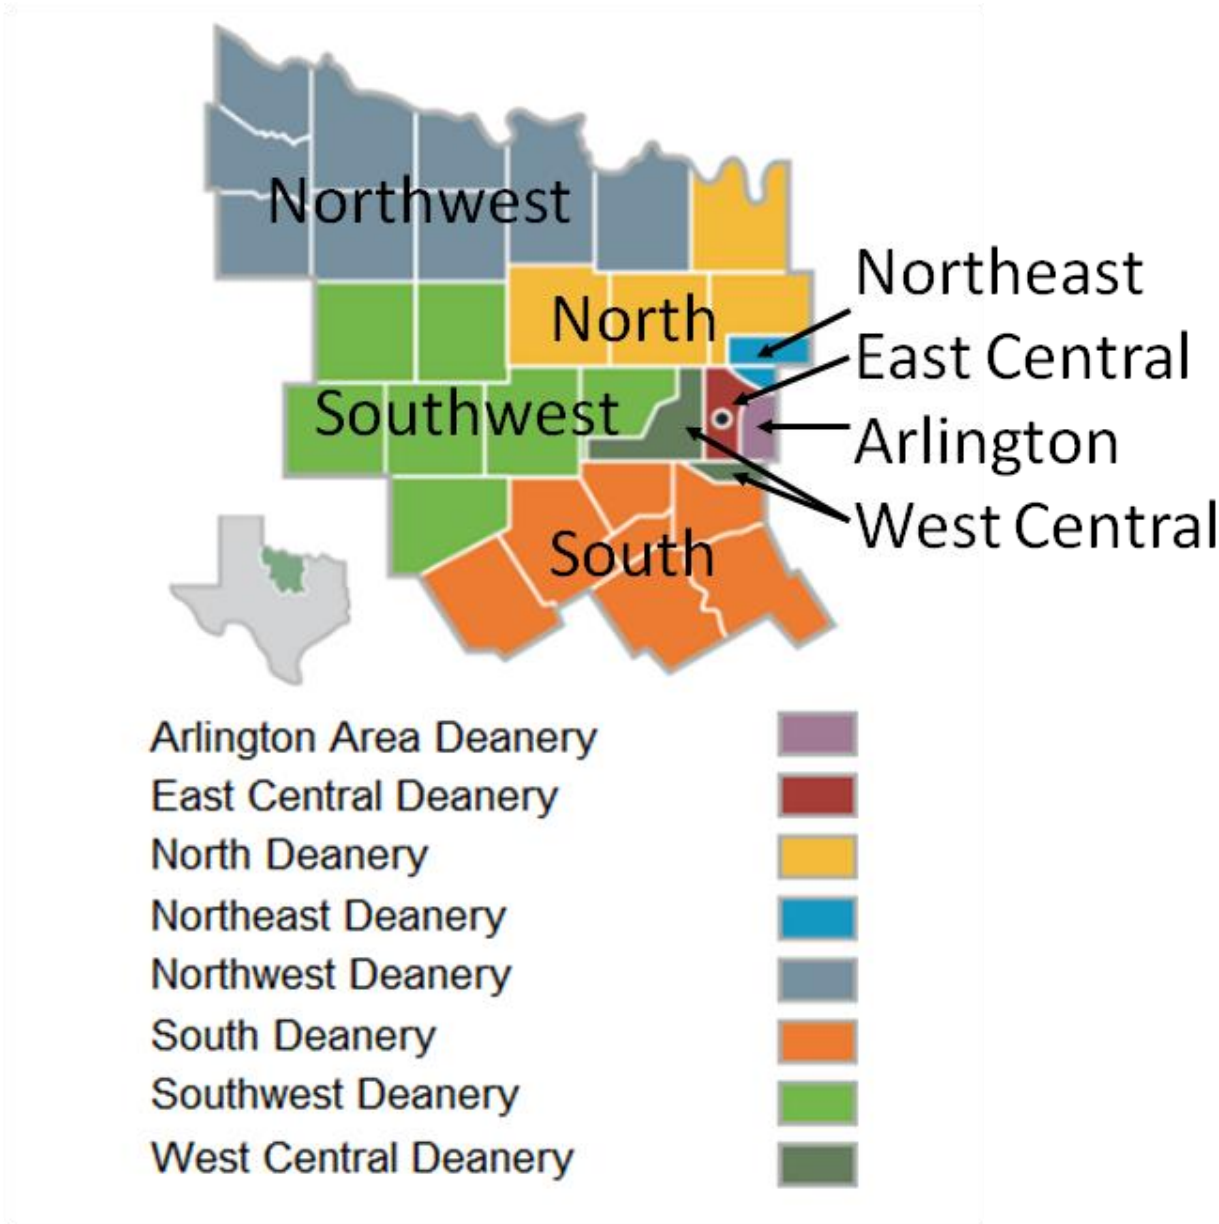 Northwest
Northeast
North
East Central
Southwest
Arlington
West Central
South
Arlington Area Deanery
East Central Deanery
North Deanery
Northeast Deanery
Northwest Deanery
South Deanery
Southwest Deanery
West Central Deanery